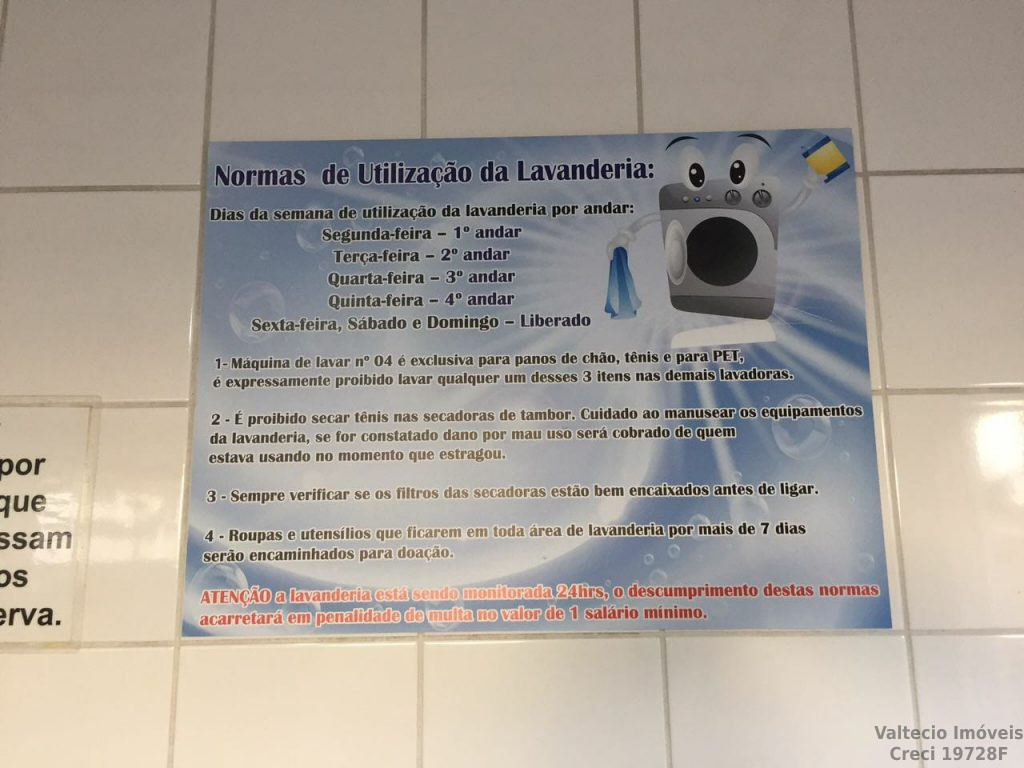 Normas de Utilização da Lavanderia:
Dias da semana de utilização da lavanderia por andar:
Segunda-feira – 1º andar
Terça-feira – 2º andar
Quarta-feira – 3º andar
Quinta-feira – 4º andar
Sexta-feira, Sábado e Domingo – Liberado
1- Máquina de lavar nº 04 é exclusiva para panos de chão, tênis e para PET,
é expressamente proibido lavar qualquer um desses 3 itens nas demais lavadoras.
2 - É proibido secar tênis nas secadoras de tambor. Cuidado ao manusear os equipamentos
da lavanderia, se for constatado dano por mau uso será cobrado de quem
estava usando no momento que estragou.
3 - Sempre verificar se os filtros das secadoras estão bem encaixados antes de ligar.
4 - Roupas e utensílios que ficarem em toda área de lavanderia por mais de 7 dias
serão encaminhados para doação.
ATENÇÃO a lavanderia está sendo monitorada 24hrs, o descumprimento destas normas
acarretará em penalidade de multa no valor de 1 salário mínimo.
por
que
ssam
os
erva.
Valtecio Imóveis
Creci 19728F